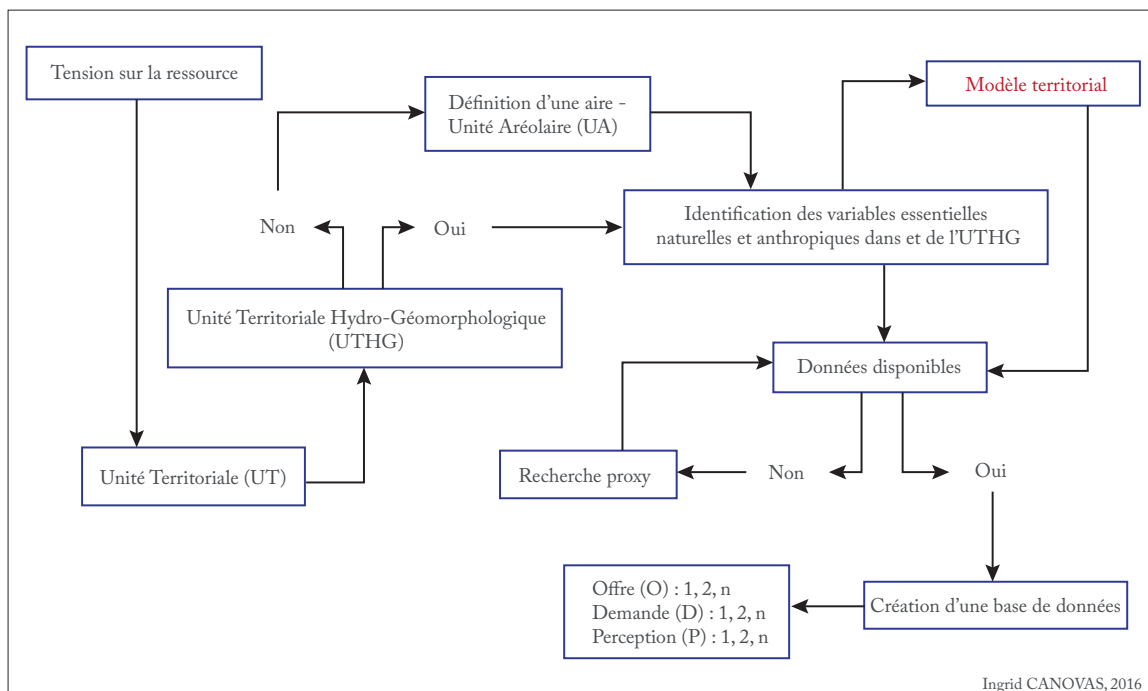 Tension sur la ressource
Modèle territorial
Définition d'une aire -
Unité Aréolaire (UA)
Non
Oui
Identification des variables essentielles
naturelles et anthropiques dans et de l'UTHG
Unité Territoriale Hydro-Géomorphologique
(UTHG)
Données disponibles
Unité Territoriale (UT)
Recherche proxy
Non
Oui
Offre (O) : 1, 2, n
Demande (D) : 1, 2, n
Perception (P) : 1, 2, n
Création d'une base de données
Ingrid CANOVAS, 2016